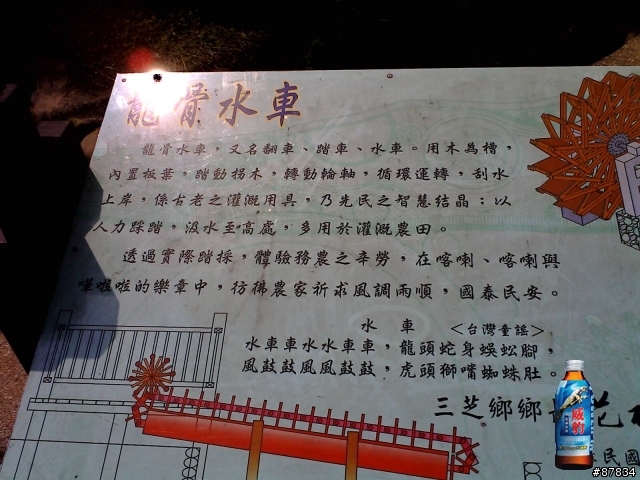 龍骨水車
龍骨水車，又名翻車、踏車、水車。用木為槽，
內置板葉，踏動拐木，轉動輪軸，循環運轉，刮水
上岸，係古老之灌溉用具，乃先民之智慧結晶：以
人力踩踏，汲水至高處，多用於灌溉農田。
透過實際踏採，體驗務農之辛勞，在喀喇、喀喇與
嘩啦啦的樂章中，彷彿農家祈求風調雨順，國泰民安。
水車 ＜台灣童謠＞
水車車水水車車，龍頭蛇身蜈蚣腳，
風鼓鼓風風鼓鼓，虎頭獅嘴蜘蛛肚。
三芝鄉鄉
民國
威豹
#87834